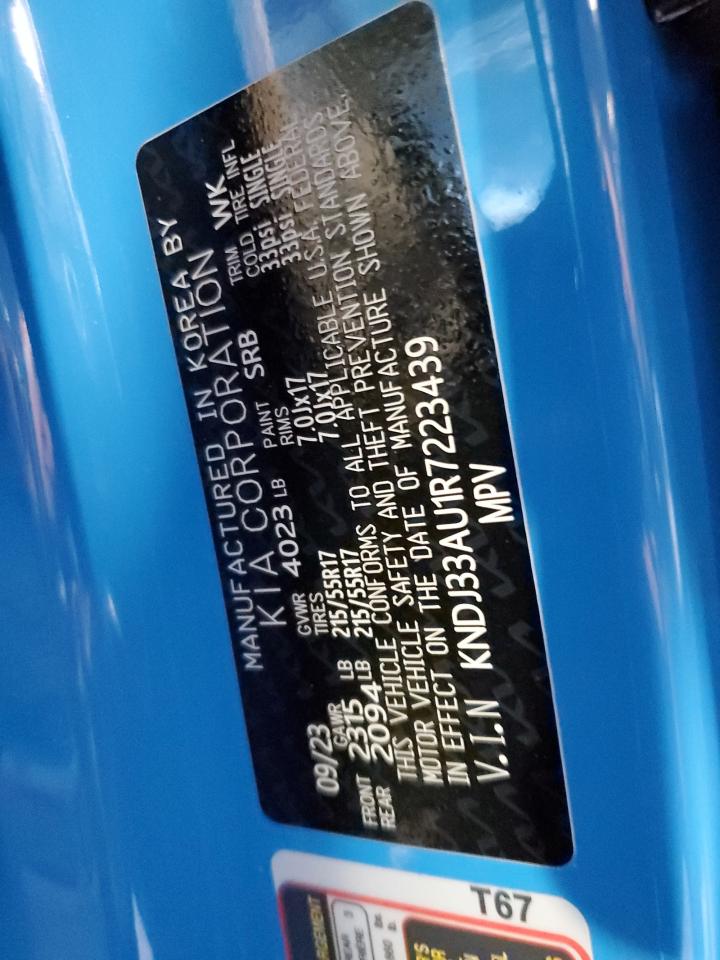 MANUFACTURED IN KOREA BY
KIA CORPORATION
09/23 GVWR 4023 LB PAINT SRB TRIM WK
GAWR TIRES RIMS COLD TIRE INFL
FRONT 2315 LB 215/55R17 7.0Jx17 33psi SINGLE
REAR 2094 LB 215/55R17 7.0Jx17 33psi SINGLE
THIS VEHICLE CONFORMS TO ALL APPLICABLE U.S.A. FEDERAL
MOTOR VEHICLE SAFETY AND THEFT PREVENTION STANDARDS
IN EFFECT ON THE DATE OF MANUFACTURE SHOWN ABOVE.
V.I.N KNDJ33AU1R7223439
MPV
T67